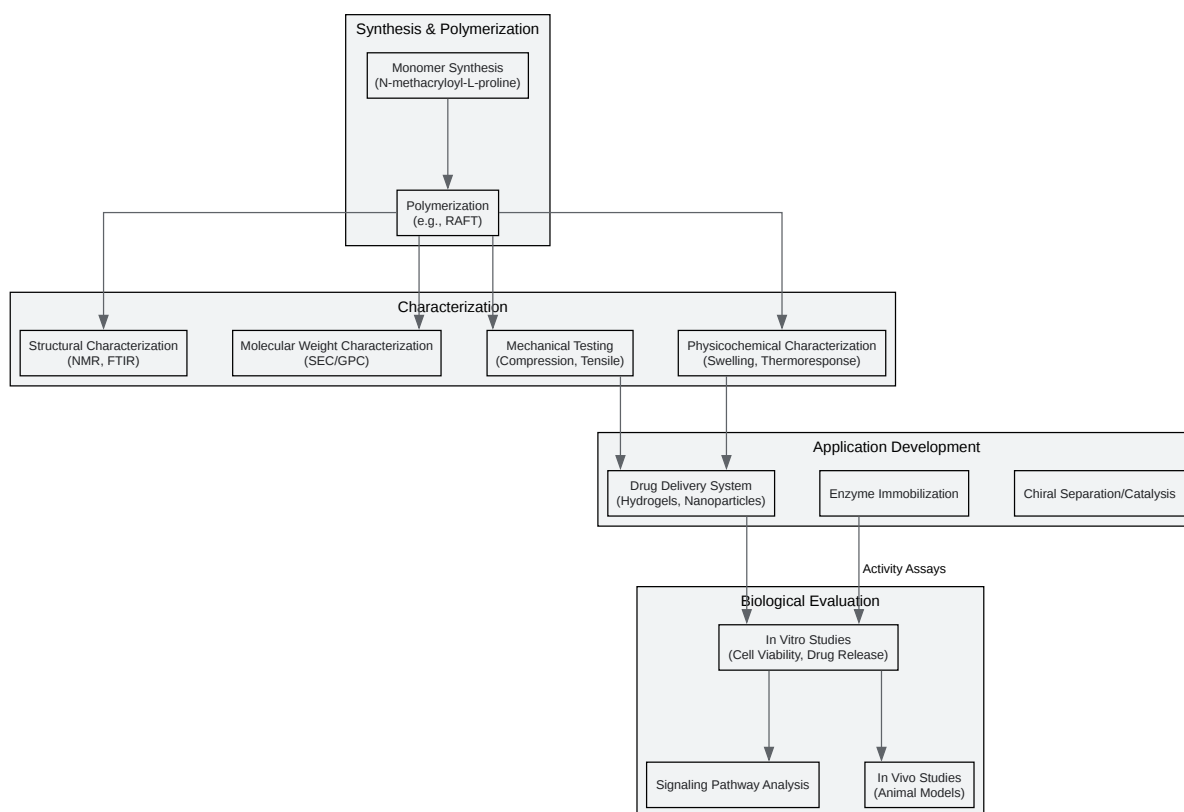 Synthesis & Polymerization
Monomer Synthesis
(N-methacryloyl-L-proline)
Polymerization
(e.g., RAFT)
Characterization
Structural Characterization
(NMR, FTIR)
Molecular Weight Characterization
(SEC/GPC)
Mechanical Testing
(Compression, Tensile)
Physicochemical Characterization
(Swelling, Thermoresponse)
Application Development
Drug Delivery System
(Hydrogels, Nanoparticles)
Enzyme Immobilization
Chiral Separation/Catalysis
Activity Assays
Biological Evaluation
In Vitro Studies
(Cell Viability, Drug Release)
Signaling Pathway Analysis
In Vivo Studies
(Animal Models)